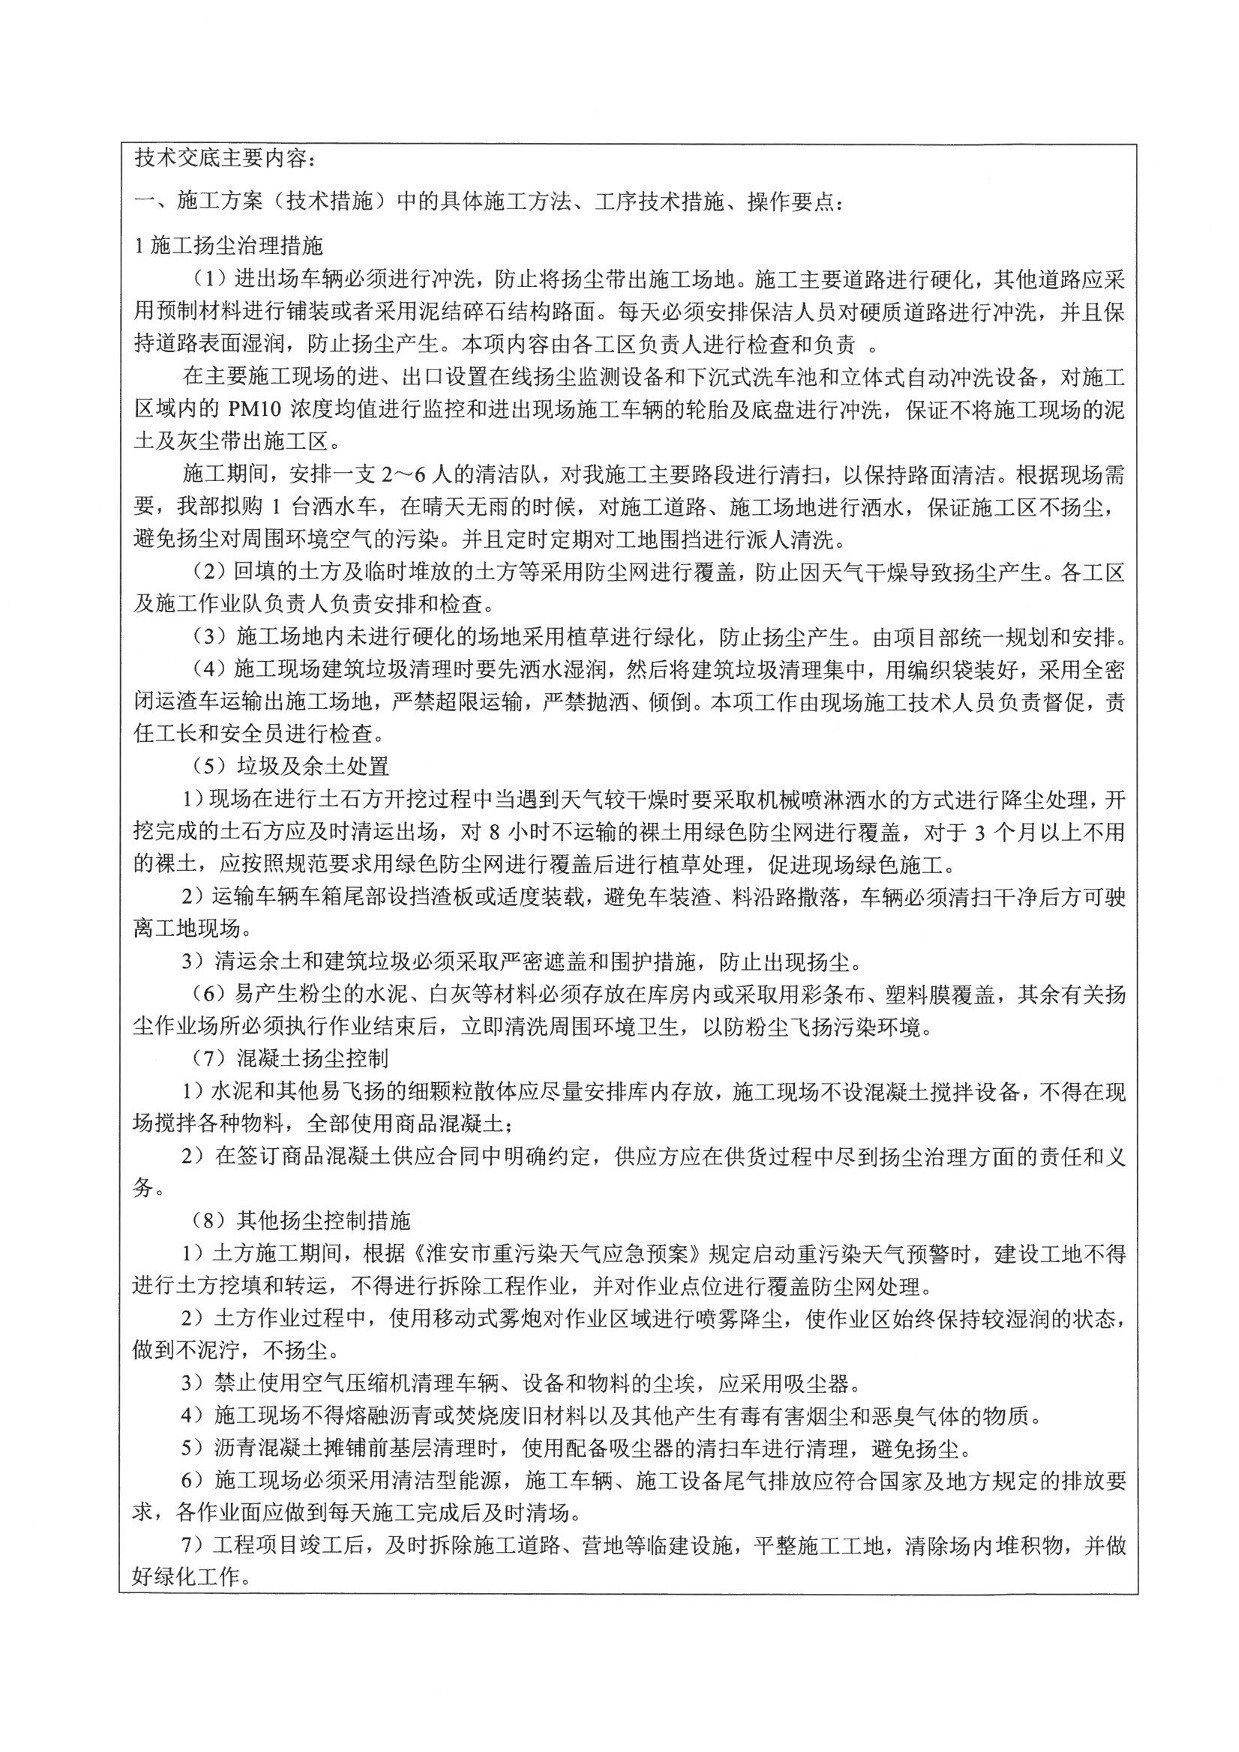 技术交底主要内容：
一、施工方案（技术措施）中的具体施工方法、工序技术措施、操作要点：
1 施工扬尘治理措施
（1）进出场车辆必须进行冲洗，防止将扬尘带出施工场地。施工主要道路进行硬化，其他道路应采
用预制材料进行铺装或者采用泥结碎石结构路面。每天必须安排保洁人员对硬质道路进行冲洗，并且保
持道路表面湿润，防止扬尘产生。本项内容由各工区负责人进行检查和负责 。
在主要施工现场的进、出口设置在线扬尘监测设备和下沉式洗车池和立体式自动冲洗设备，对施工
区域内的 PM10 浓度均值进行监控和进出现场施工车辆的轮胎及底盘进行冲洗，保证不将施工现场的泥
土及灰尘带出施工区。
施工期间，安排一支 2～6 人的清洁队，对我施工主要路段进行清扫，以保持路面清洁。根据现场需
要，我部拟购 1 台洒水车，在晴天无雨的时候，对施工道路、施工场地进行洒水，保证施工区不扬尘，
避免扬尘对周围环境空气的污染。并且定时定期对工地围挡进行派人清洗。
（2）回填的土方及临时堆放的土方等采用防尘网进行覆盖，防止因天气干燥导致扬尘产生。各工区
及施工作业队负责人负责安排和检查。
（3）施工场地内未进行硬化的场地采用植草进行绿化，防止扬尘产生。由项目部统一规划和安排。
（4）施工现场建筑垃圾清理时要先洒水湿润，然后将建筑垃圾清理集中，用编织袋装好，采用全密
闭运渣车运输出施工场地，严禁超限运输，严禁抛洒、倾倒。本项工作由现场施工技术人员负责督促，责
任工长和安全员进行检查。
（5）垃圾及余土处置
1）现场在进行土石方开挖过程中当遇到天气较干燥时要采取机械喷淋洒水的方式进行降尘处理，开
挖完成的土石方应及时清运出场，对 8 小时不运输的裸土用绿色防尘网进行覆盖，对于 3 个月以上不用
的裸土，应按照规范要求用绿色防尘网进行覆盖后进行植草处理，促进现场绿色施工。
2）运输车辆车箱尾部设挡渣板或适度装载，避免车装渣、料沿路撒落，车辆必须清扫干净后方可驶
离工地现场。
3）清运余土和建筑垃圾必须采取严密遮盖和围护措施，防止出现扬尘。
（6）易产生粉尘的水泥、白灰等材料必须存放在库房内或采取用彩条布、塑料膜覆盖，其余有关扬
尘作业场所必须执行作业结束后，立即清洗周围环境卫生，以防粉尘飞扬污染环境。
（7）混凝土扬尘控制
1）水泥和其他易飞扬的细颗粒散体应尽量安排库内存放，施工现场不设混凝土搅拌设备，不得在现
场搅拌各种物料，全部使用商品混凝土；
2）在签订商品混凝土供应合同中明确约定，供应方应在供货过程中尽到扬尘治理方面的责任和义
务。
（8）其他扬尘控制措施
1）土方施工期间，根据《淮安市重污染天气应急预案》规定启动重污染天气预警时，建设工地不得
进行土方挖填和转运，不得进行拆除工程作业，并对作业点位进行覆盖防尘网处理。
2）土方作业过程中，使用移动式雾炮对作业区域进行喷雾降尘，使作业区始终保持较湿润的状态，
做到不泥泞，不扬尘。
3）禁止使用空气压缩机清理车辆、设备和物料的尘埃，应采用吸尘器。
4）施工现场不得熔融沥青或焚烧废旧材料以及其他产生有毒有害烟尘和恶臭气体的物质。
5）沥青混凝土摊铺前基层清理时，使用配备吸尘器的清扫车进行清理，避免扬尘。
6）施工现场必须采用清洁型能源，施工车辆、施工设备尾气排放应符合国家及地方规定的排放要
求，各作业面应做到每天施工完成后及时清场。
7）工程项目竣工后，及时拆除施工道路、营地等临建设施，平整施工工地，清除场内堆积物，并做
好绿化工作。